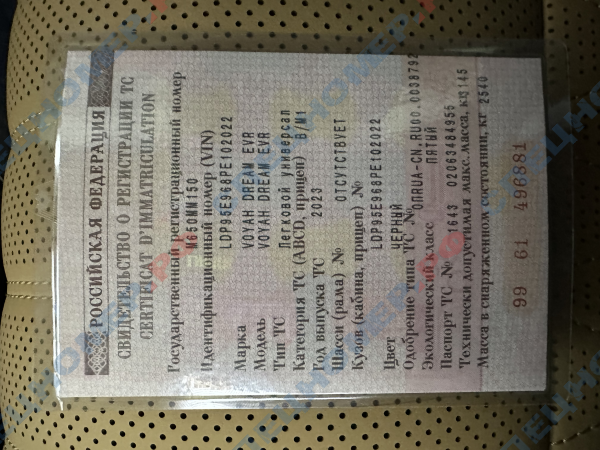 РОССИЙСКАЯ ФЕДЕРАЦИЯ
СВИДЕТЕЛЬСТВО О РЕГИСТРАЦИИ ТС
CERTIFICAT D'IMMATRICULATION
Государственный регистрационный номер
М650ММ150
Идентификационный номер (VIN)
LDP95E968PE102022
Марка VOYAH DREAM EVR
Модель VOYAH DREAM EVR
Тип ТС Легковой универсал
Категория ТС (ABCD, прицеп) B/M1
Год выпуска ТС 2023
Шасси (рама) № ОТСУТСТВУЕТ
Кузов (кабина, прицеп) №
LDP95E968PE102022
Цвет ЧЕРНЫЙ
Одобрение типа ТС №
Экологический класс ПЯТЫЙ
Паспорт ТС № 1643 02063484955
Технически допустимая макс. масса, кг
Масса в снаряженном состоянии, кг 2540
99 61 496881